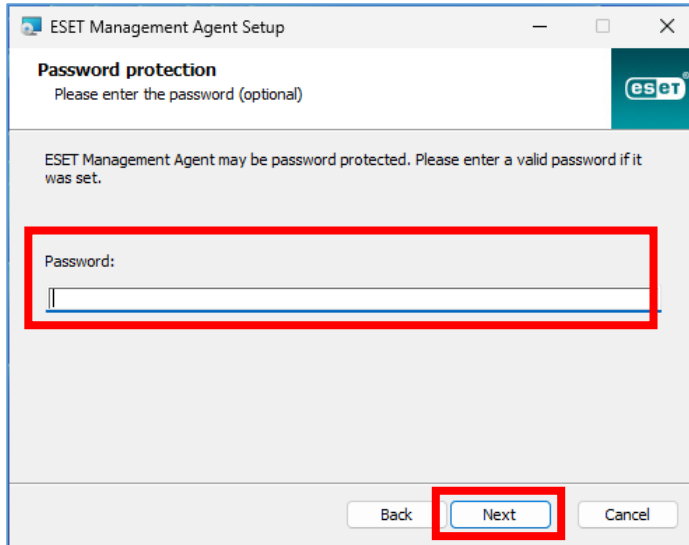 ESET Management Agent Setup
Password protection
Please enter the password (optional)
eset®
ESET Management Agent may be password protected. Please enter a valid password if it
was set.
Password:
Back
Next
Cancel